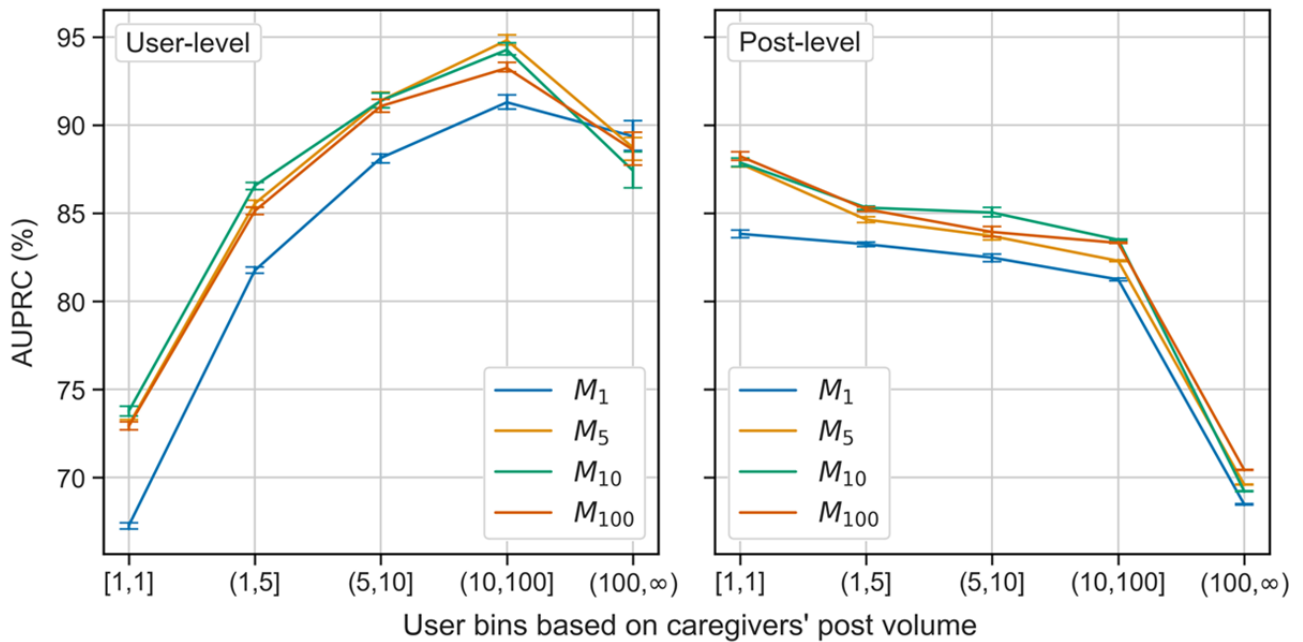 User-level
Post-level
AUPRC (%)
95
90
85
80
75
70
M1
M5
M10
M100
M1
M5
M10
M100
[1,1]
(1,5]
(5,10]
(10,100]
(100,∞)
[1,1]
(1,5]
(5,10]
(10,100]
(100,∞)
User bins based on caregivers' post volume